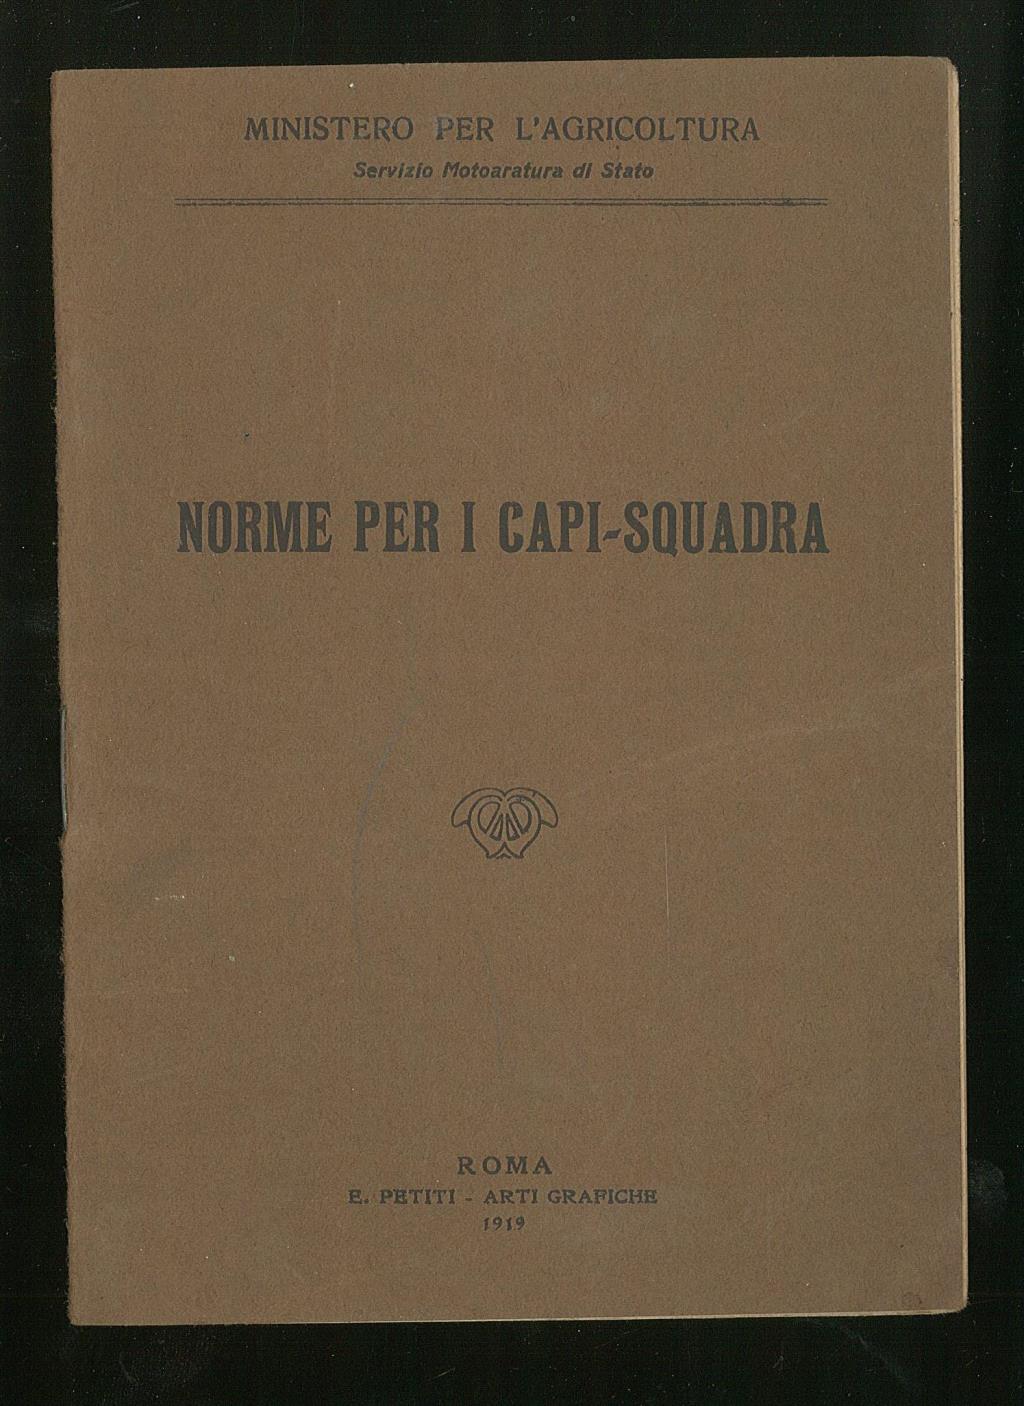 MINISTERO PER L'AGRICOLTURA
Servizio Motoaratura di Stato
NORME PER I CAPI-SQUADRA
ROMA
E. PETITI - ARTI GRAFICHE
1919